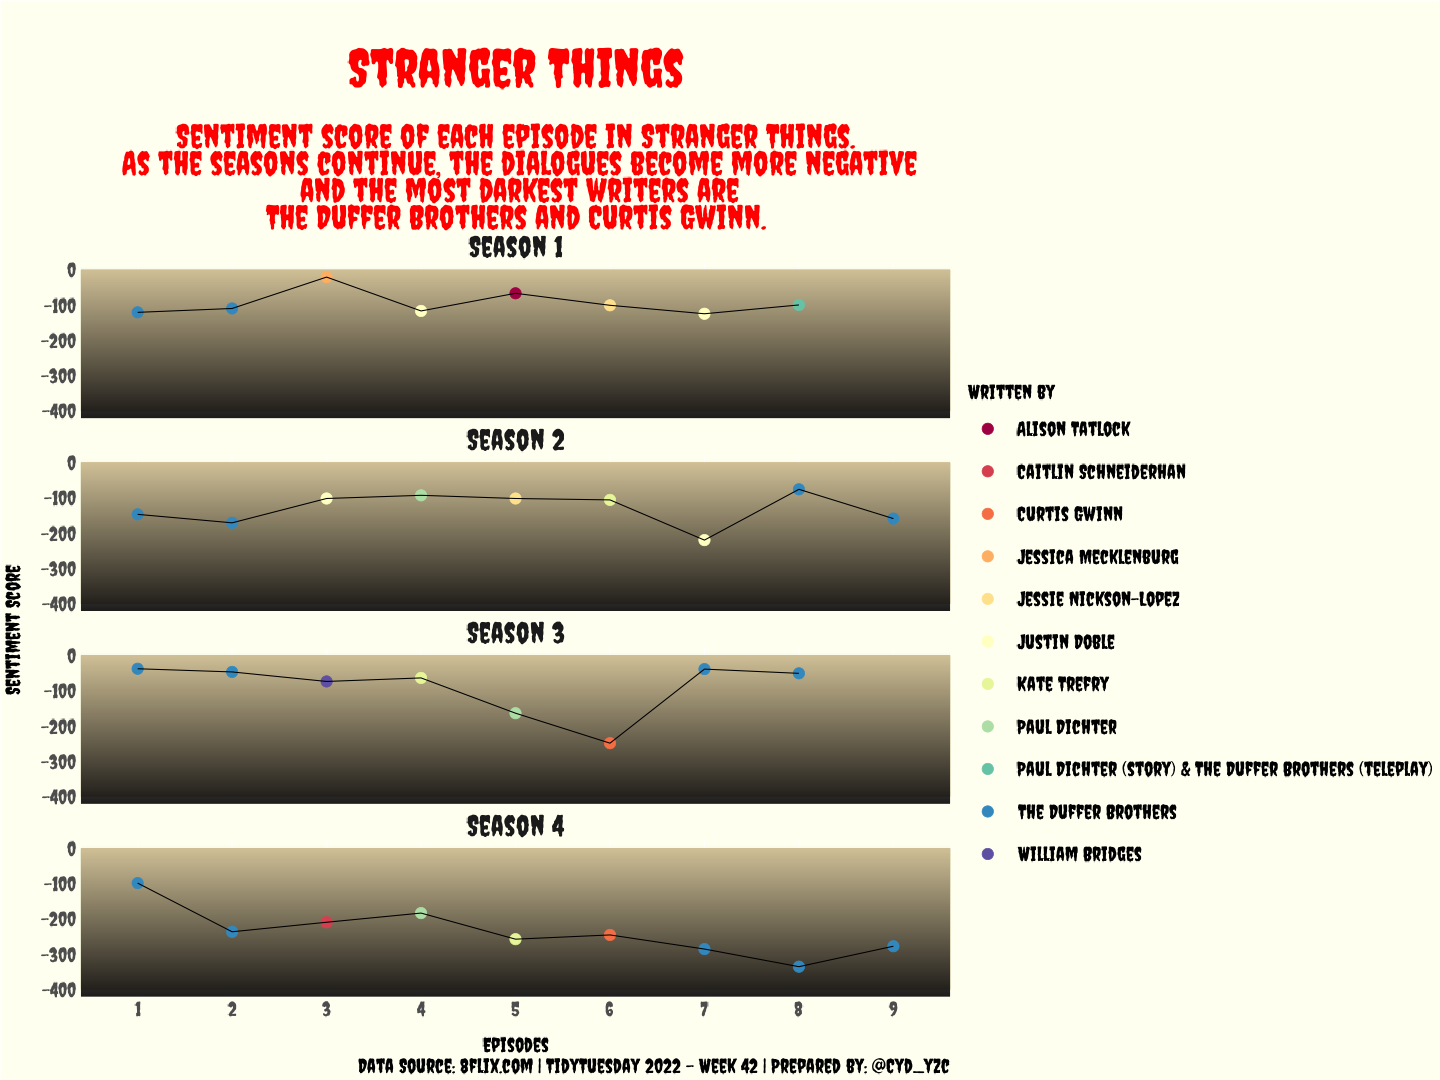 STRANGER THINGS
SENTIMENT SCORE OF EACH EPISODE IN STRANGER THINGS.
AS THE SEASONS CONTINUE, THE DIALOGUES BECOME MORE NEGATIVE
AND THE MOST DARKEST WRITERS ARE
THE DUFFER BROTHERS AND CURTIS GWINN.
SEASON 1
0
-100
-200
-300
-400
SEASON 2
0
-100
-200
-300
-400
SEASON 3
0
-100
-200
-300
-400
SEASON 4
0
-100
-200
-300
-400
1 2 3 4 5 6 7 8 9
SENTIMENT SCORE
EPISODES
WRITTEN BY
ALISON TATLOCK
CAITLIN SCHNEIDERHAN
CURTIS GWINN
JESSICA MECKLENBURG
JESSIE NICKSON-LOPEZ
JUSTIN DOBLE
KATE TREFRY
PAUL DICHTER
PAUL DICHTER (STORY) & THE DUFFER BROTHERS (TELEPLAY)
THE DUFFER BROTHERS
WILLIAM BRIDGES
DATA SOURCE: 8FLIX.COM | TIDYTUESDAY 2022 - WEEK 42 | PREPARED BY: @CYD_YZC